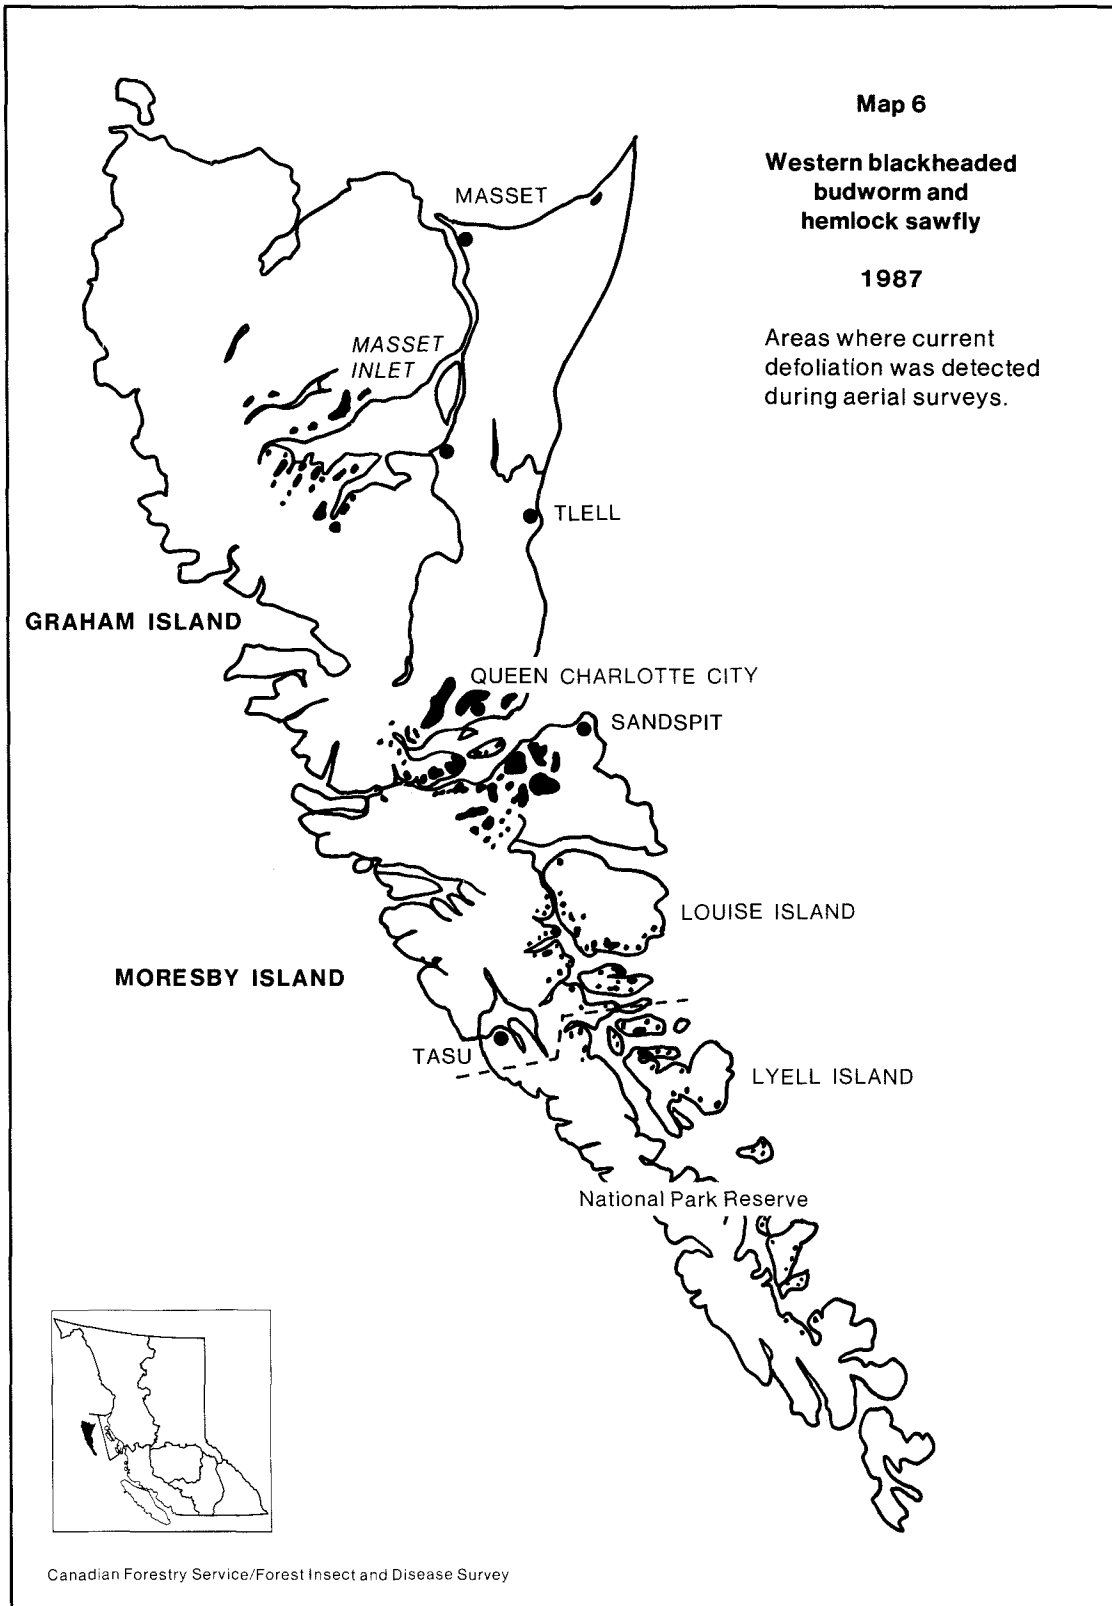 Map 6
Western blackheaded
budworm and
hemlock sawfly
1987
Areas where current
defoliation was detected
during aerial surveys.
MASSET
MASSET
INLET
TLELL
GRAHAM ISLAND
QUEEN CHARLOTTE CITY
SANDSPIT
LOUISE ISLAND
MORESBY ISLAND
TASU
LYELL ISLAND
National Park Reserve
Canadian Forestry Service/Forest Insect and Disease Survey